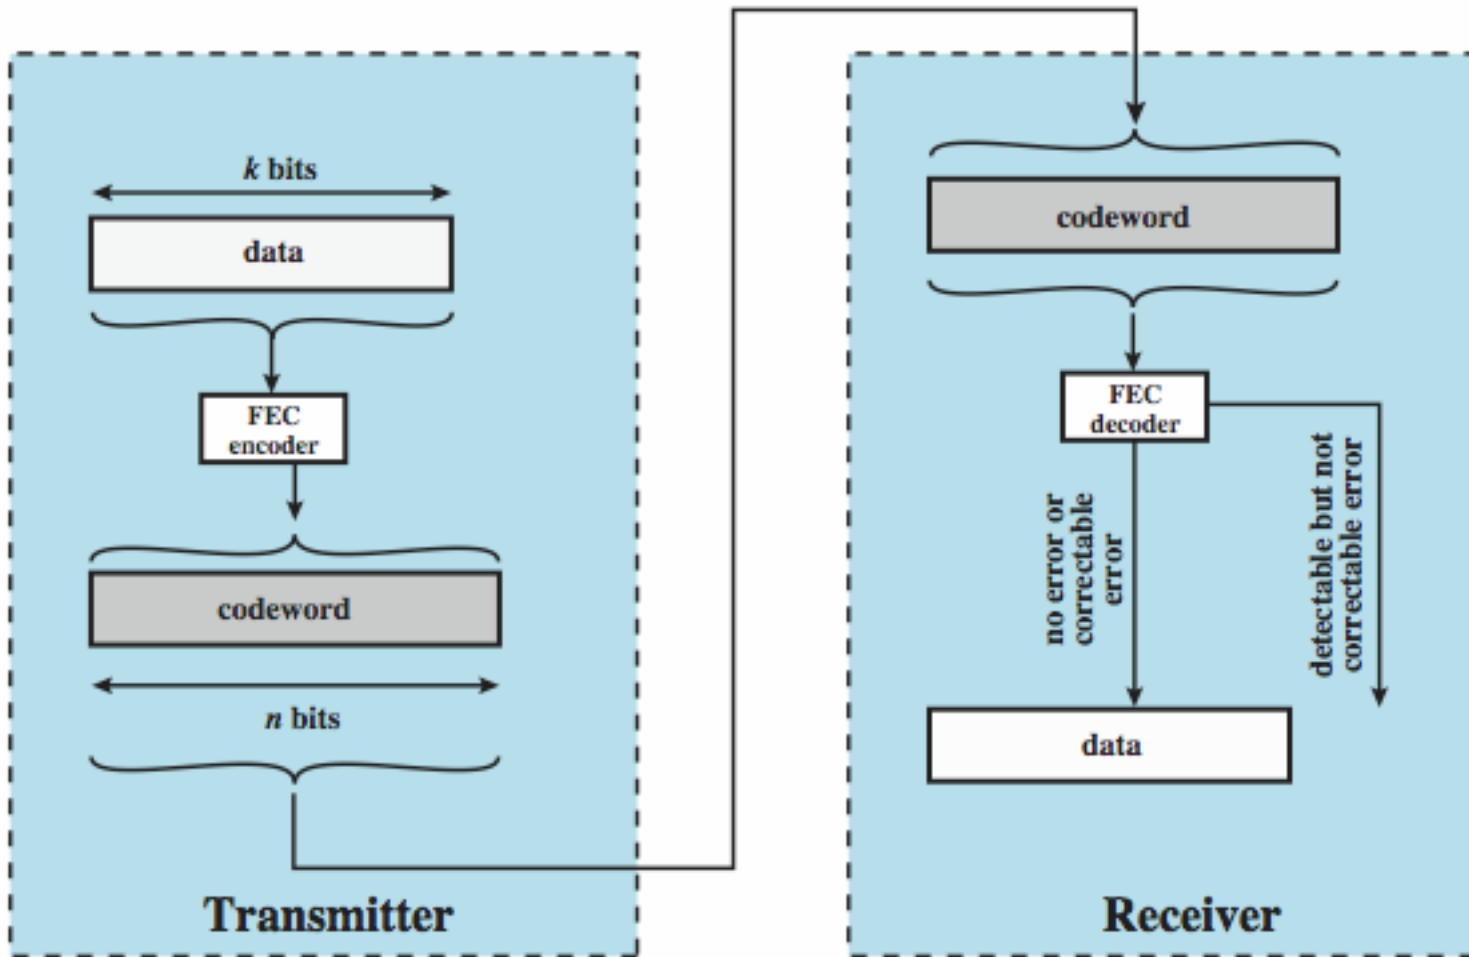 k bits
data
FEC
encoder
codeword
n bits
Transmitter
codeword
FEC
decoder
no error or
correctable
error
detectable but not
correctable error
data
Receiver